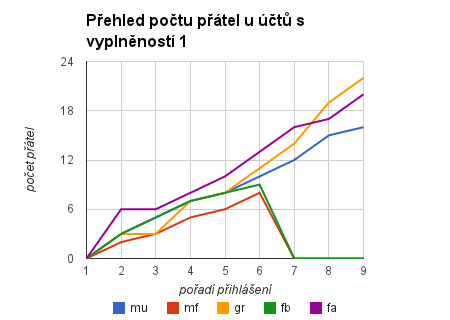 Přehled počtu přátel u účtů s
vyplněností 1
24
18
12
6
0
počet přátel
1 2 3 4 5 6 7 8 9
pořadí přihlášení
mu mf gr fb fa